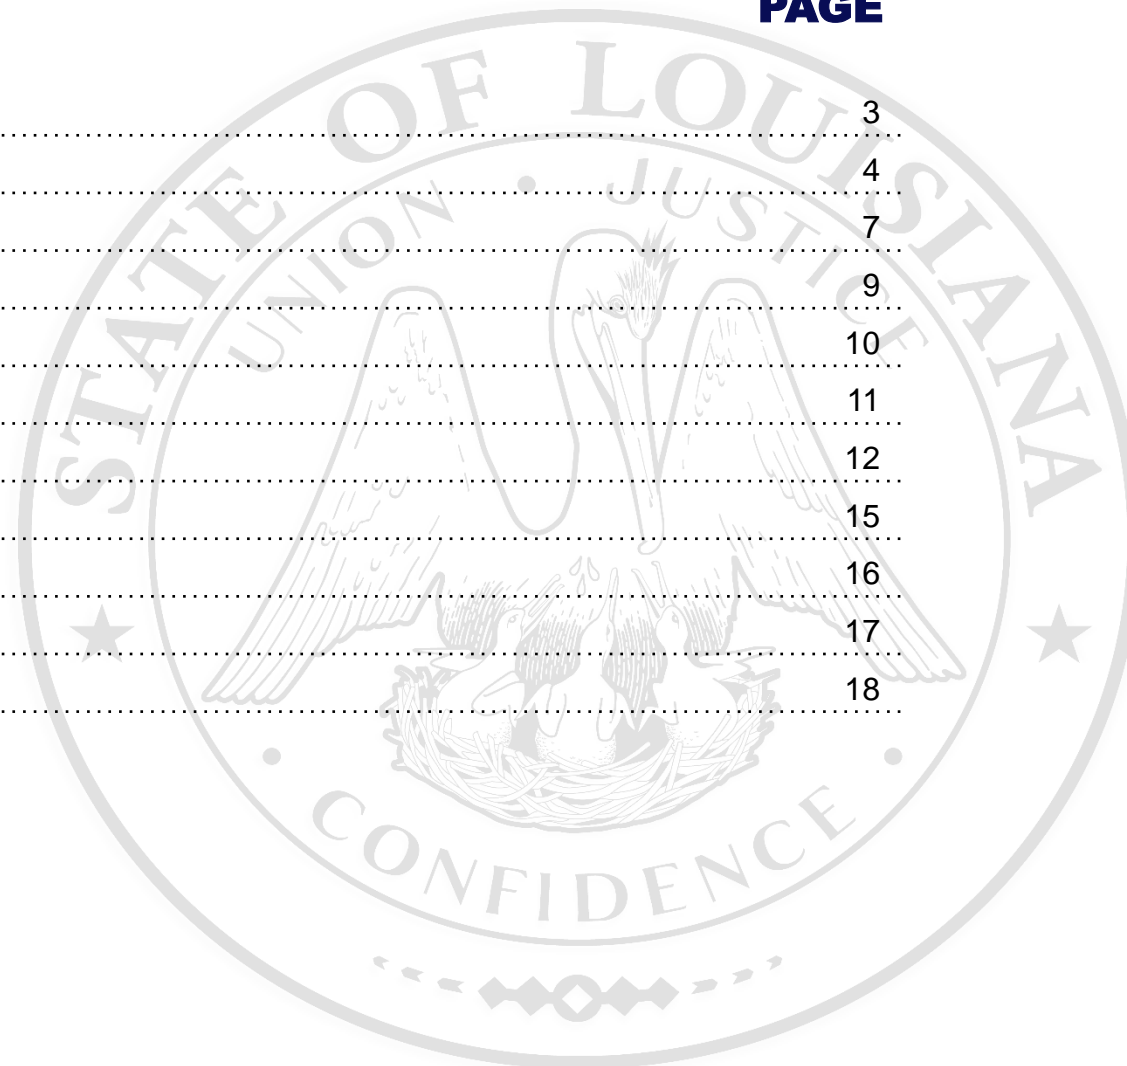 PAGE
STATE OF LOUISIANA
UNION • JUSTICE
3
4
7
9
10
11
12
15
16
17
18
CONFIDENCE